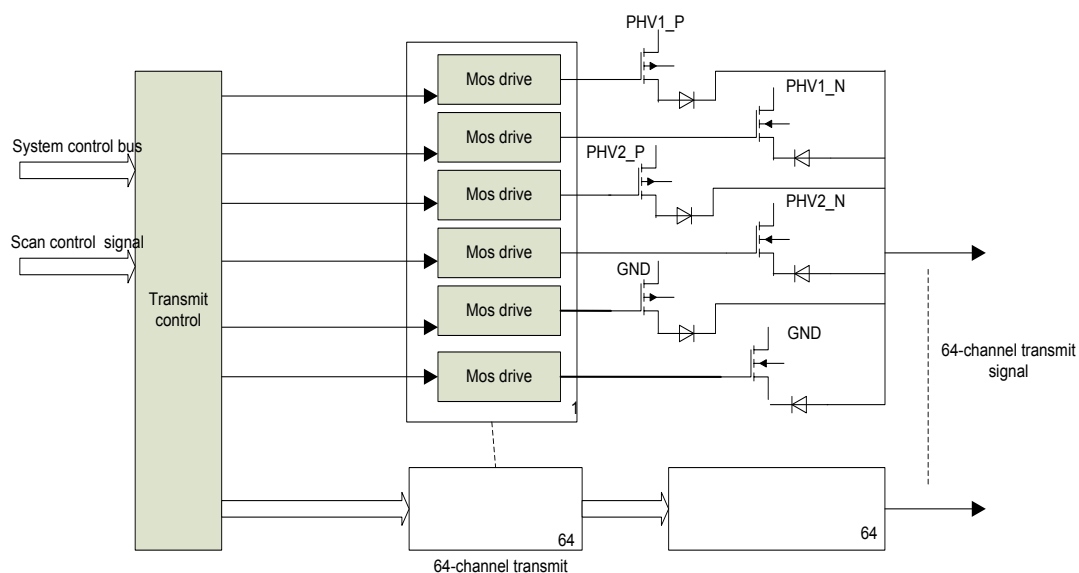 PHV1_P
Mos drive
PHV1_N
Mos drive
System control bus
PHV2_P
Mos drive
PHV2_N
Scan control signal
Mos drive
GND
Transmit
control
Mos drive
GND
64-channel transmit
signal
Mos drive
1
64
64
64-channel transmit